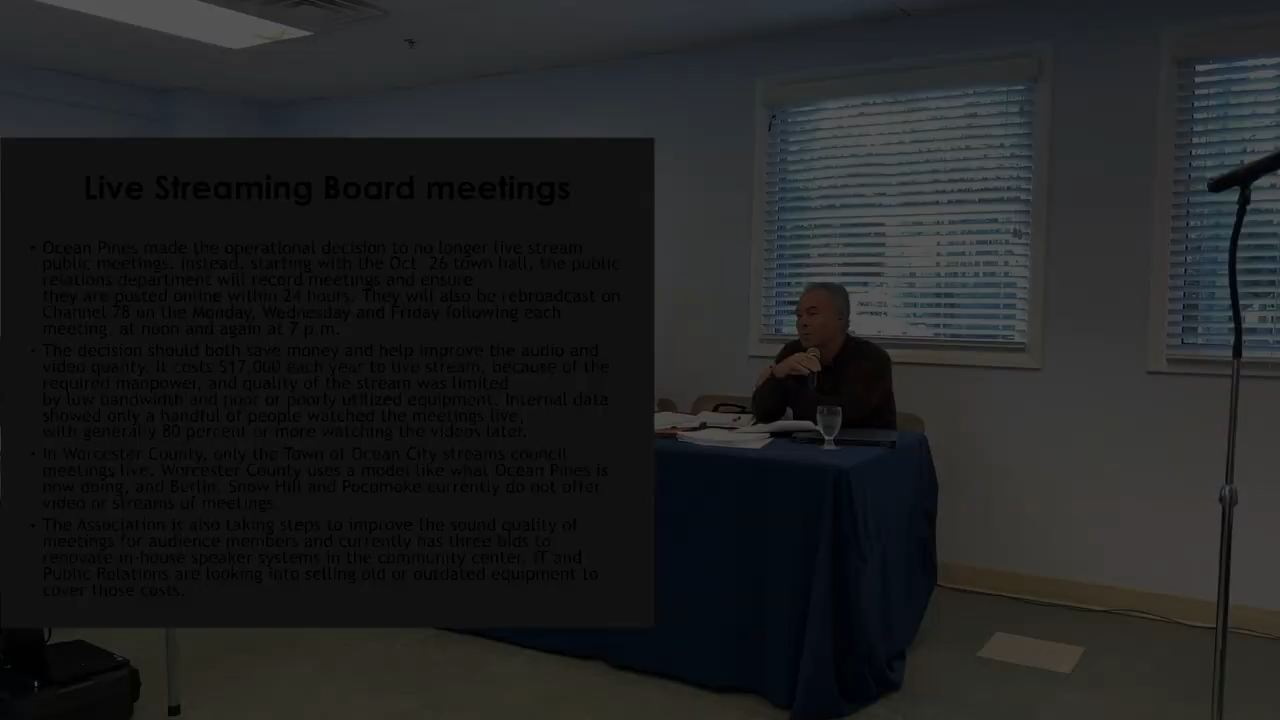 Live Streaming Board meetings
• Ocean Pines made the operational decision to no longer live stream
public meetings. Instead, starting with the Oct 26 town hall, the public
relations department will record meetings and ensure
they are posted online within 24 hours. They will also be rebroadcast on
Channel 78 on the Monday, Wednesday and Friday following each
meeting, at noon and again at 7 p.m.
• The decision should both save money and help improve the audio and
video quality. It costs $17,060 each year to live stream, because of the
required manpower, and quality of the stream was limited
by low bandwidth and poor or poorly utilized equipment. Internal data
showed only a handful of people watched the meetings live,
with generally 80 percent or more watching the videos later.
• In Worcester County, only the Town of Ocean City streams council
meetings live. Worcester County uses a model like what Ocean Pines is
now doing, and Berlin, Snow Hill and Pocomoke currently do not offer
video or streams of meetings.
• The Association is also taking steps to improve the sound quality of
meetings for audience members and currently has three bids to
renovate in-house speaker systems in the community center. IT and
Public Relations are looking into selling old or outdated equipment to
cover those costs.